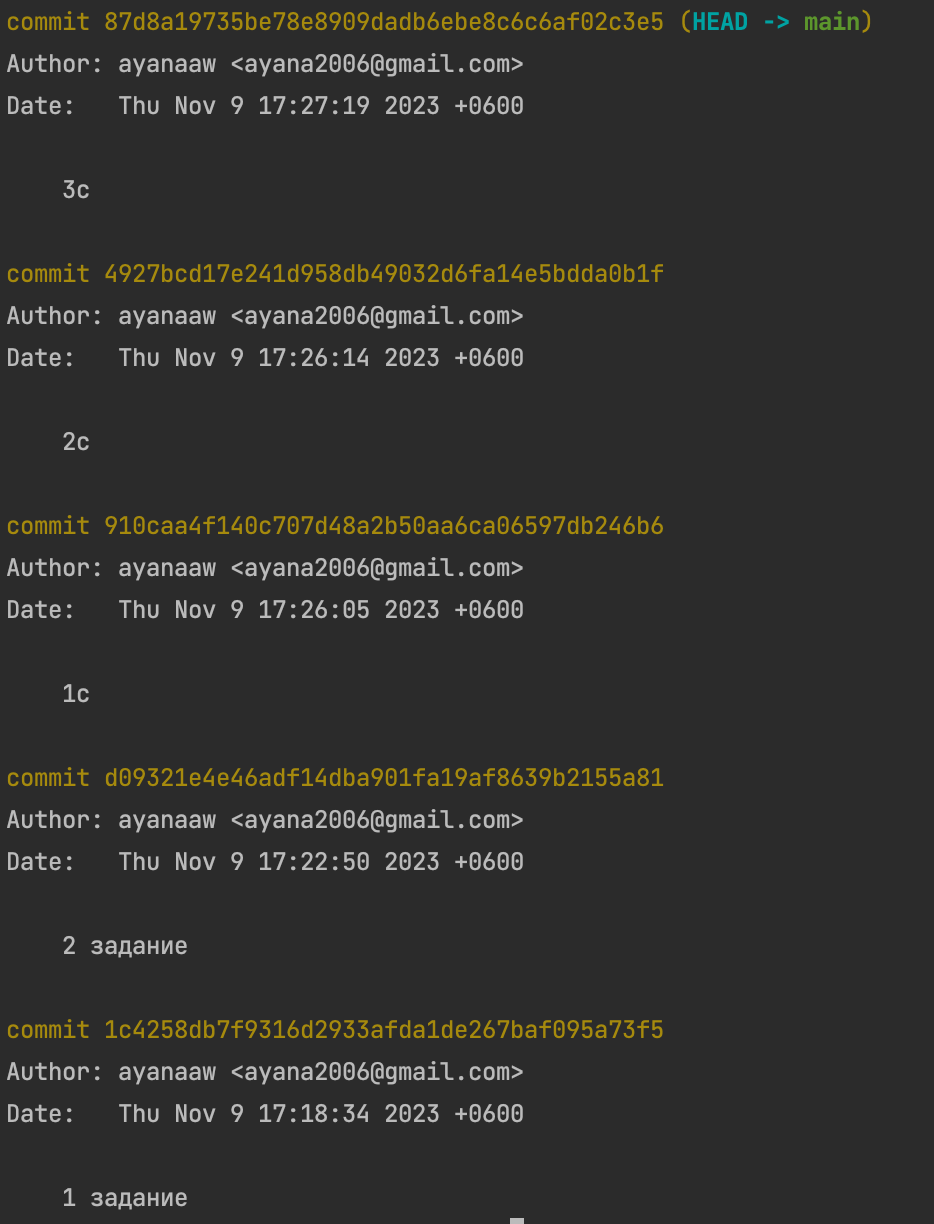 commit 87d8a19735be78e8909dadb6ebe8c6c6af02c3e5 (HEAD -> main)
Author: ayanaaw <ayana2006@gmail.com>
Date:   Thu Nov 9 17:27:19 2023 +0600
3c
commit 4927bcd17e241d958db49032d6fa14e5bdda0b1f
Author: ayanaaw <ayana2006@gmail.com>
Date:   Thu Nov 9 17:26:14 2023 +0600
2c
commit 910caa4f140c707d48a2b50aa6ca06597db246b6
Author: ayanaaw <ayana2006@gmail.com>
Date:   Thu Nov 9 17:26:05 2023 +0600
1c
commit d09321e4e46adf14dba901fa19af8639b2155a81
Author: ayanaaw <ayana2006@gmail.com>
Date:   Thu Nov 9 17:22:50 2023 +0600
2 задание
commit 1c4258db7f9316d2933afda1de267baf095a73f5
Author: ayanaaw <ayana2006@gmail.com>
Date:   Thu Nov 9 17:18:34 2023 +0600
1 задание